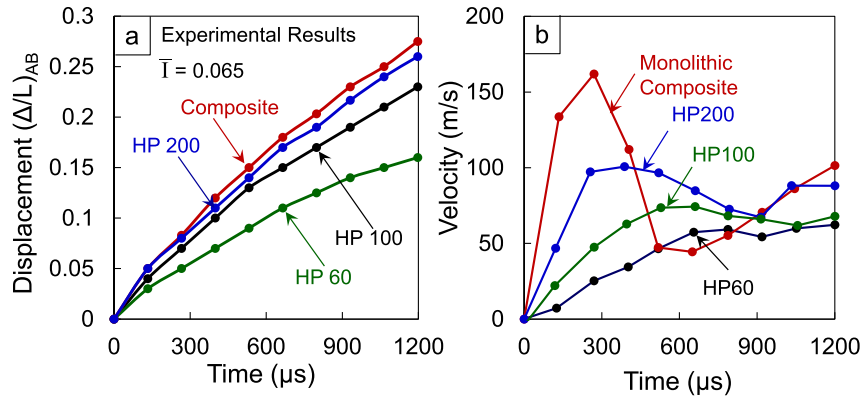 a
Experimental Results
Ī = 0.065
Composite
HP 200
HP 100
HP 60
0.3
0.25
0.2
0.15
0.1
0.05
0
0
300
600
900
1200
Displacement (Δ/L)AB
Time (µs)
b
Monolithic
Composite
HP200
HP100
HP60
200
150
100
50
0
0
300
600
900
1200
Velocity (m/s)
Time (µs)